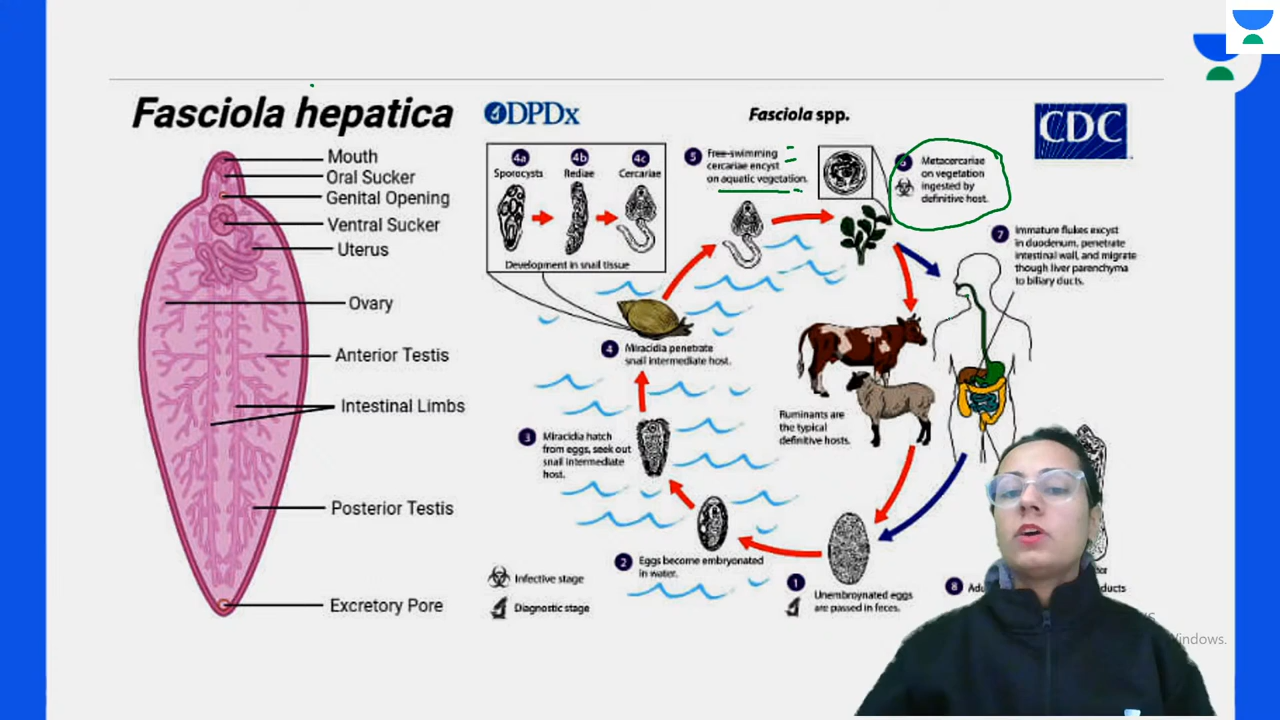 Fasciola hepatica
Mouth
Oral Sucker
Genital Opening
Ventral Sucker
Uterus
Ovary
Anterior Testis
Intestinal Limbs
Posterior Testis
Excretory Pore
DPDx
Fasciola spp.
CDC
4a
4b
4c
Sporocysts
Rediae
Cercariae
Development in snail tissue
5
Free-swimming
cercariae encyst
on aquatic vegetation.
Metacercariae
on vegetation
ingested by
definitive host.
7
Immature flukes excyst
in duodenum, penetrate
intestinal wall, and migrate
though liver parenchyma
to biliary ducts.
4
Miracidia penetrate
snail intermediate host.
Ruminants are
the typical
definitive hosts.
3
Miracidia hatch
from eggs, seek out
snail intermediate
host.
2
Eggs become embryonated
in water.
1
Unembroynated eggs
are passed in feces.
8
Infective stage
Diagnostic stage